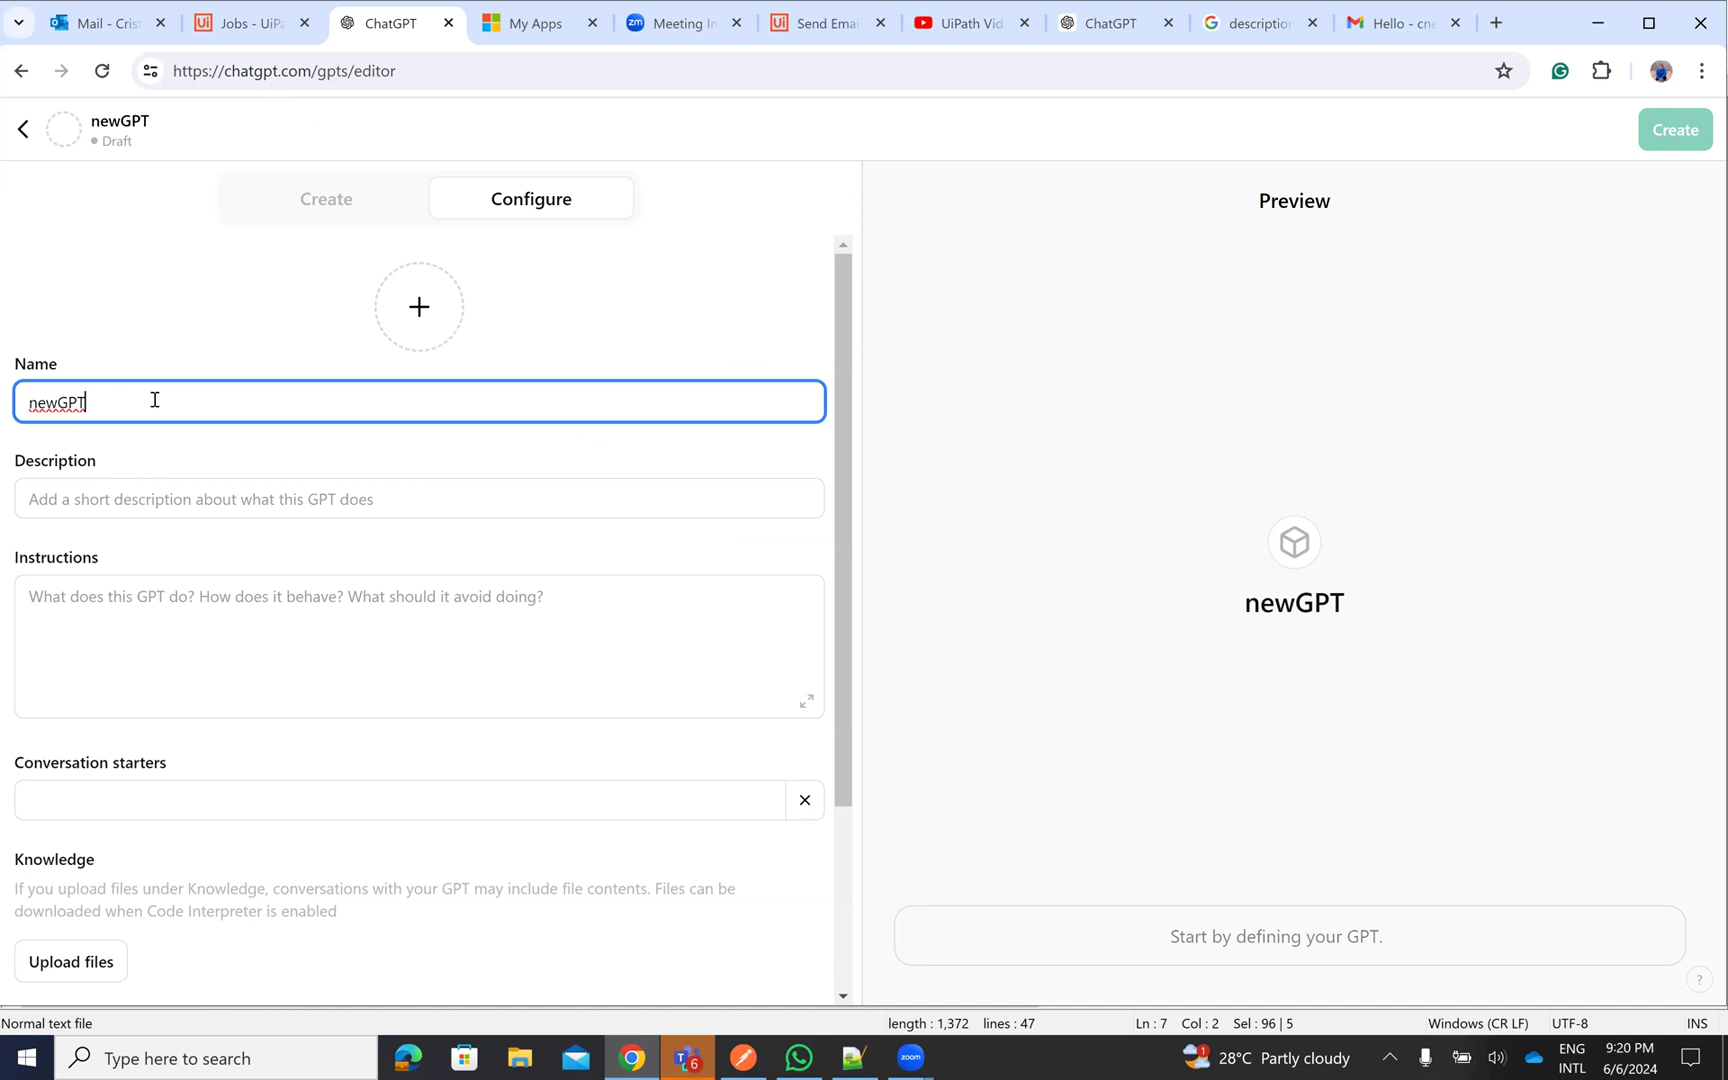 Mail - Crist
Jobs - UiPa
ChatGPT
My Apps
Meeting In
Send Emai
UiPath Vid
ChatGPT
description
Hello - cne
https://chatgpt.com/gpts/editor
newGPT
Draft
Create
Create
Configure
Preview
Name
newGPT
Description
Add a short description about what this GPT does
Instructions
What does this GPT do? How does it behave? What should it avoid doing?
newGPT
Conversation starters
Knowledge
If you upload files under Knowledge, conversations with your GPT may include file contents. Files can be
downloaded when Code Interpreter is enabled
Start by defining your GPT.
Upload files
?
Normal text file
length : 1,372 lines : 47
Ln : 7 Col : 2 Sel : 96 | 5
Windows (CR LF)
UTF-8
INS
Type here to search
6
zoom
1
28°C Partly cloudy
ENG
INTL
9:20 PM
6/6/2024